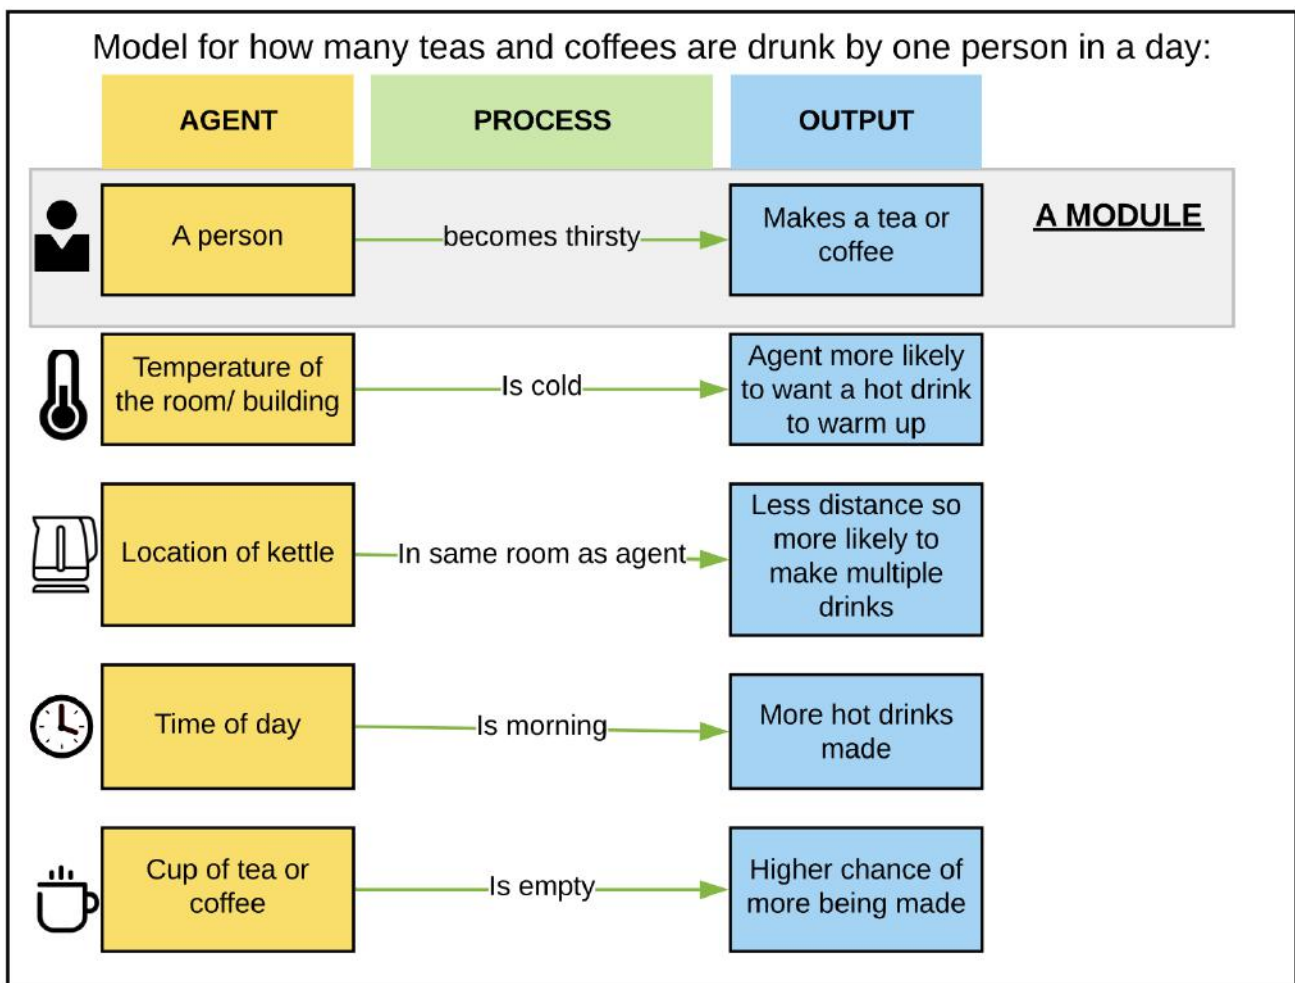 Model for how many teas and coffees are drunk by one person in a day:
AGENT
PROCESS
OUTPUT
A person
becomes thirsty
Makes a tea or
coffee
A MODULE
Temperature of
the room/ building
Is cold
Agent more likely
to want a hot drink
to warm up
Location of kettle
In same room as agent
Less distance so
more likely to
make multiple
drinks
Time of day
Is morning
More hot drinks
made
Cup of tea or
coffee
Is empty
Higher chance of
more being made